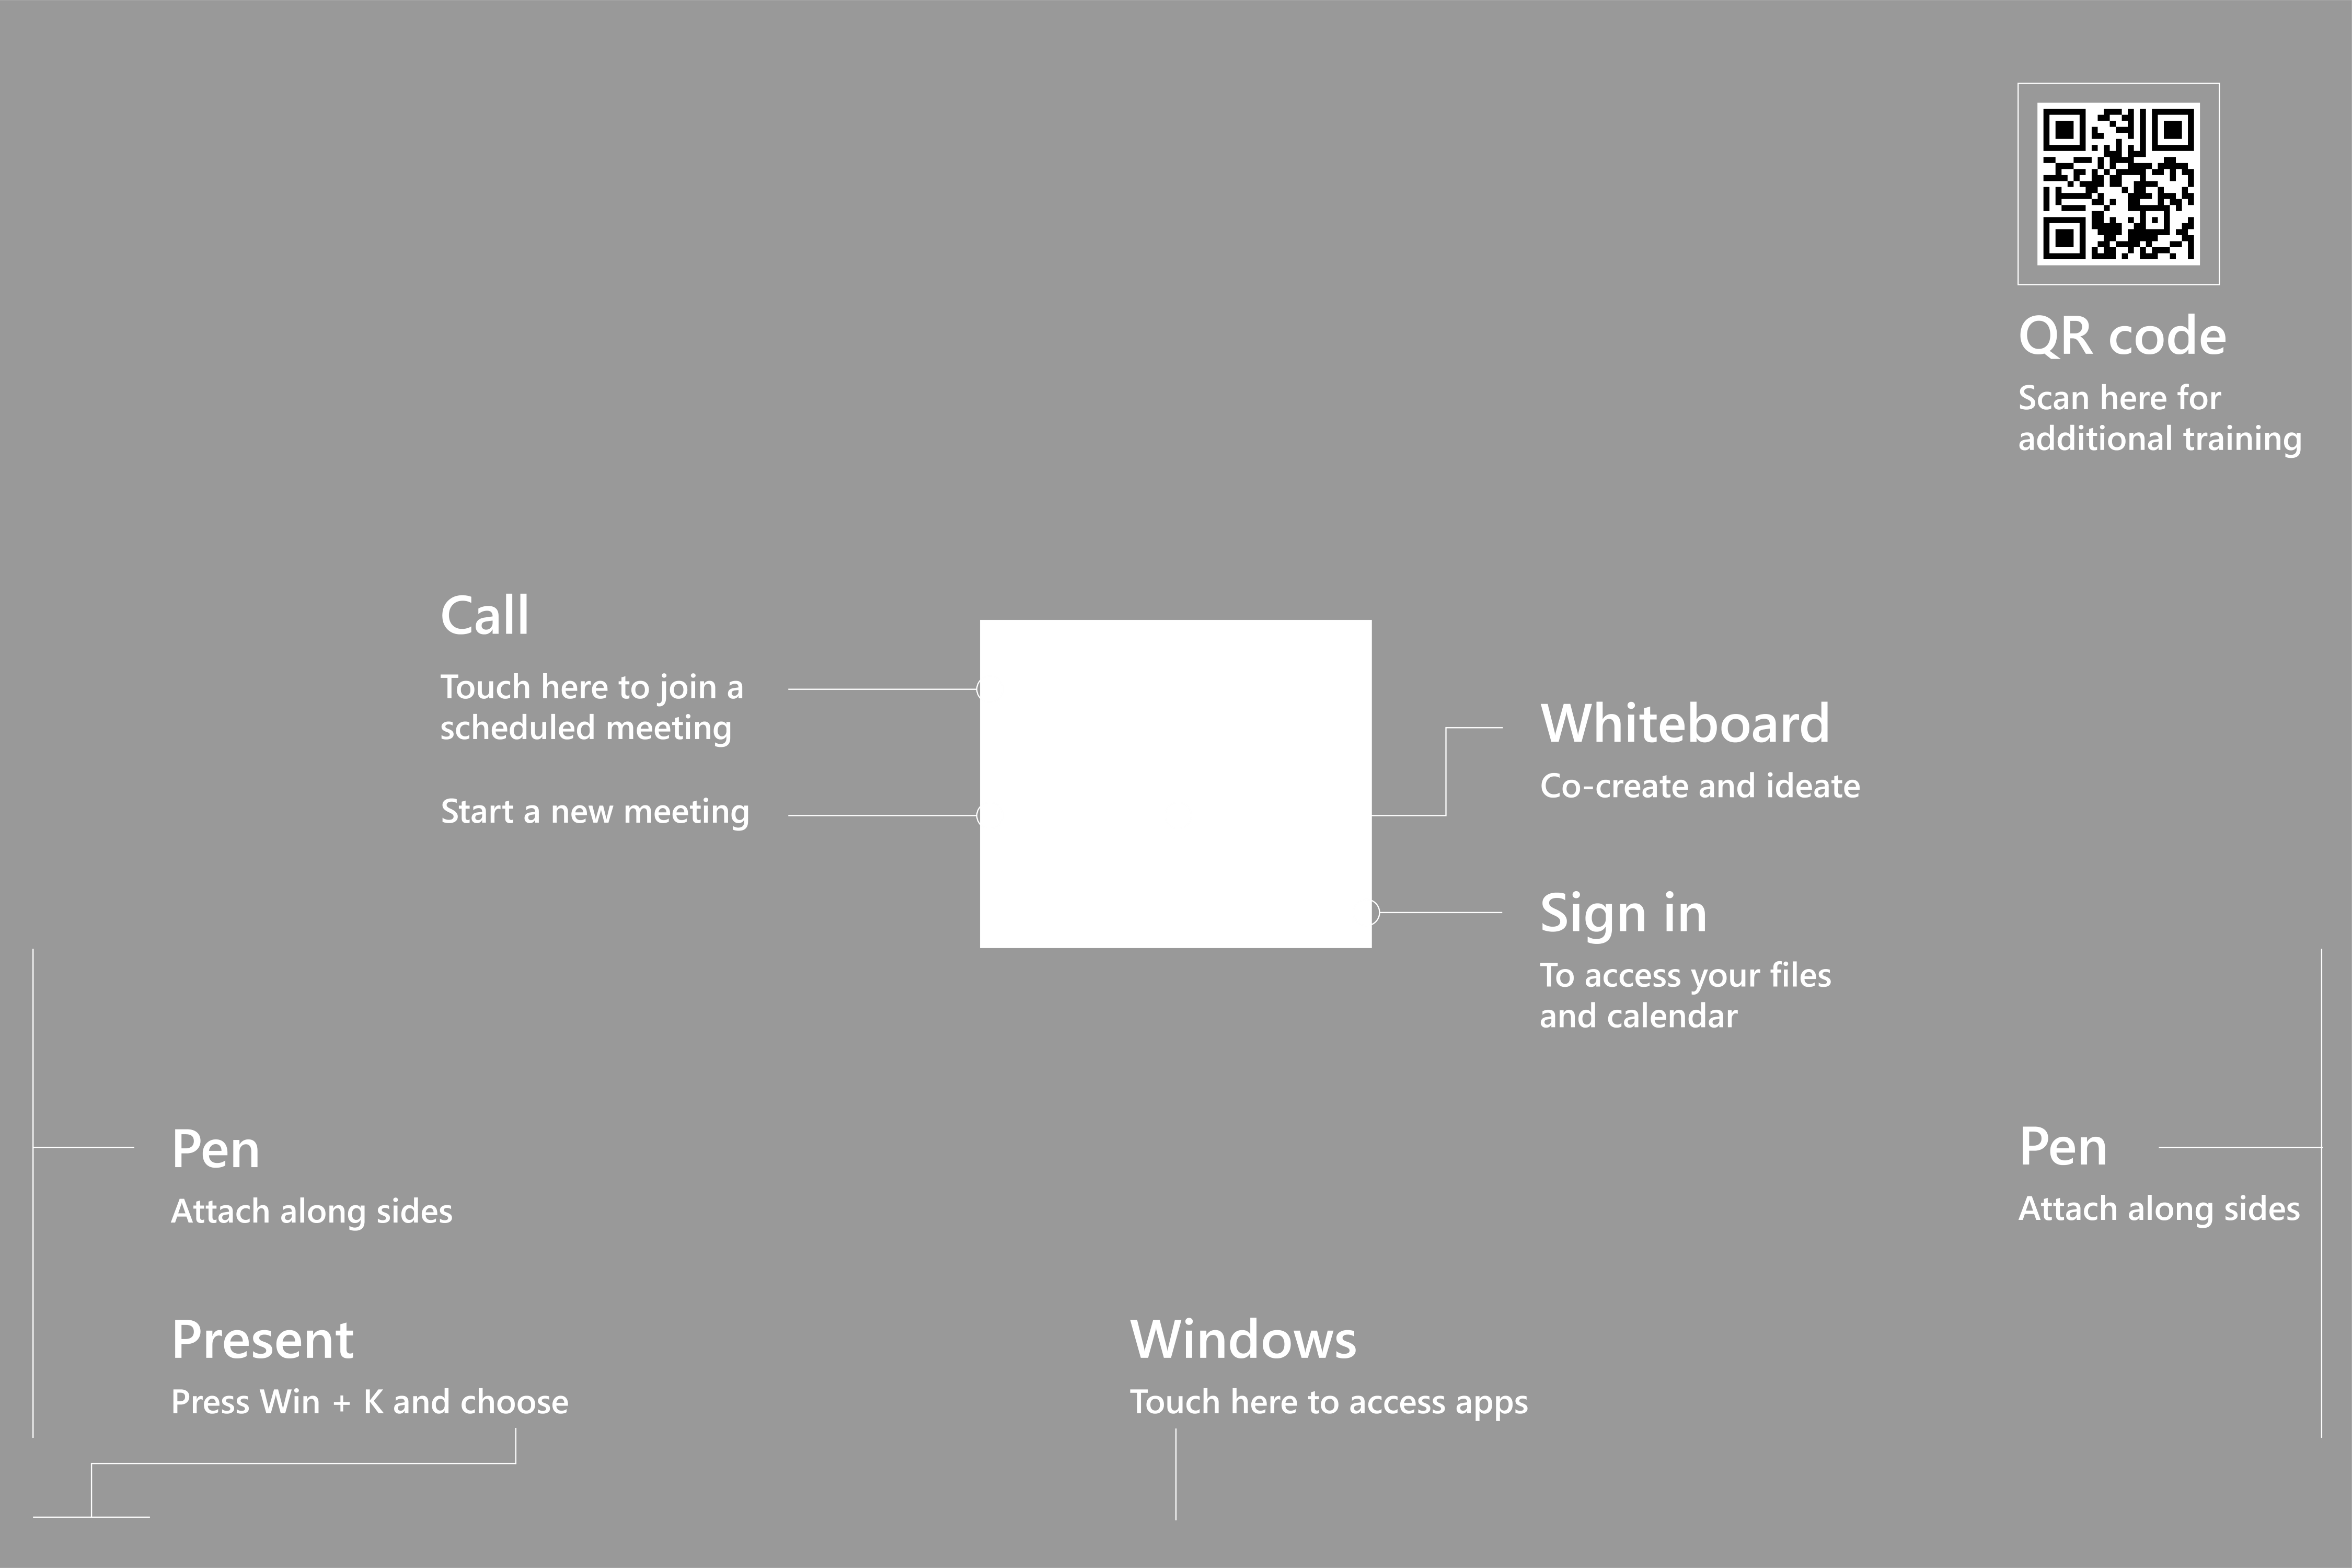 QR code
Scan here for
additional training
Call
Touch here to join a
scheduled meeting
Start a new meeting
Whiteboard
Co-create and ideate
Sign in
To access your files
and calendar
Pen
Attach along sides
Pen
Attach along sides
Present
Press Win + K and choose
Windows
Touch here to access apps